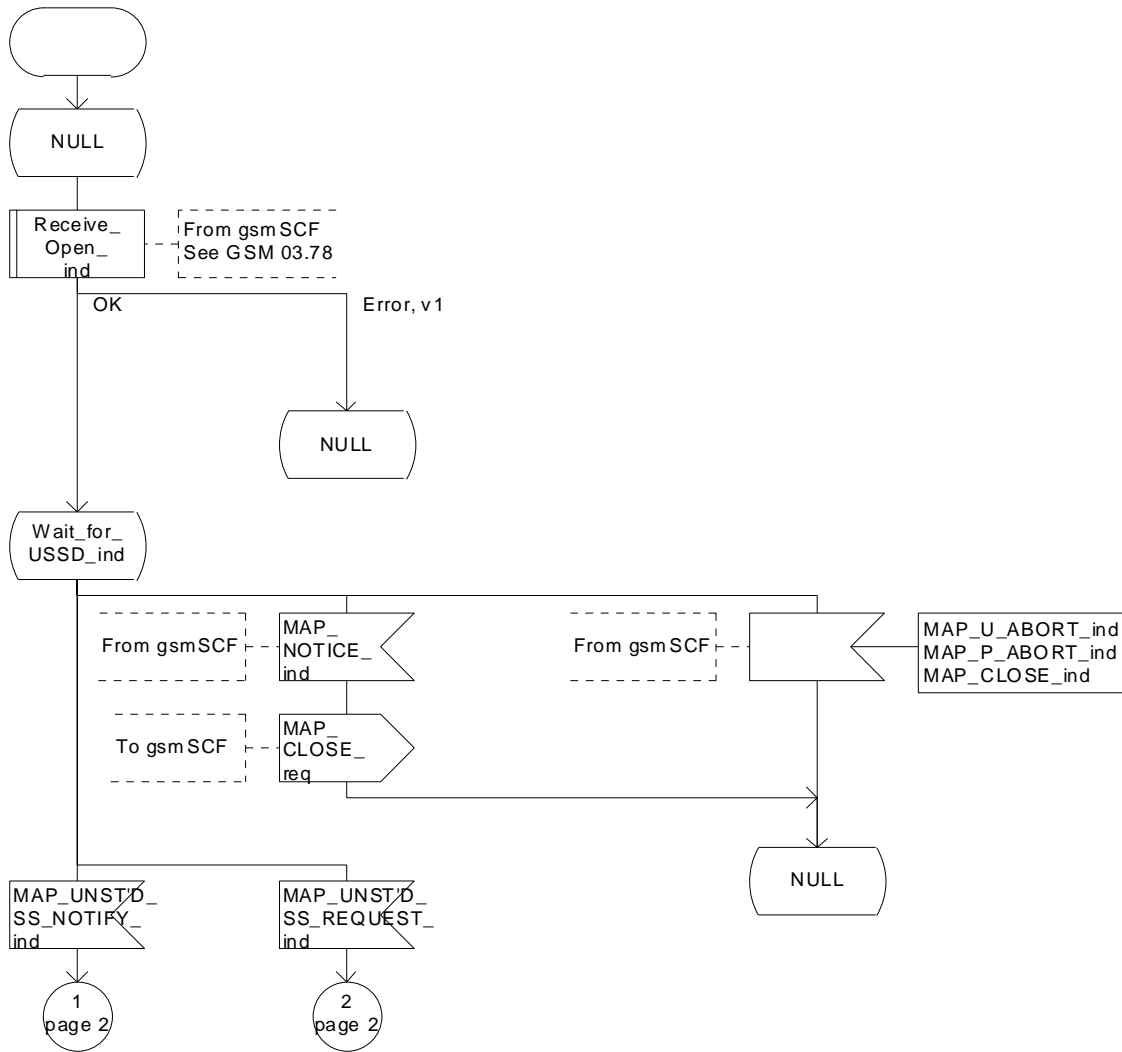 NULL
Receive_
Open_
ind
From gsmSCF
See GSM 03.78
OK
Error, v1
NULL
Wait_for_
USSD_ind
From gsmSCF
MAP_
NOTICE_
ind
From gsmSCF
MAP_U_ABORT_ind
MAP_P_ABORT_ind
MAP_CLOSE_ind
To gsmSCF
MAP_
CLOSE_
req
NULL
MAP_UNST'D_
SS_NOTIFY_
ind
MAP_UNST'D_
SS_REQUEST_
ind
1
page 2
2
page 2